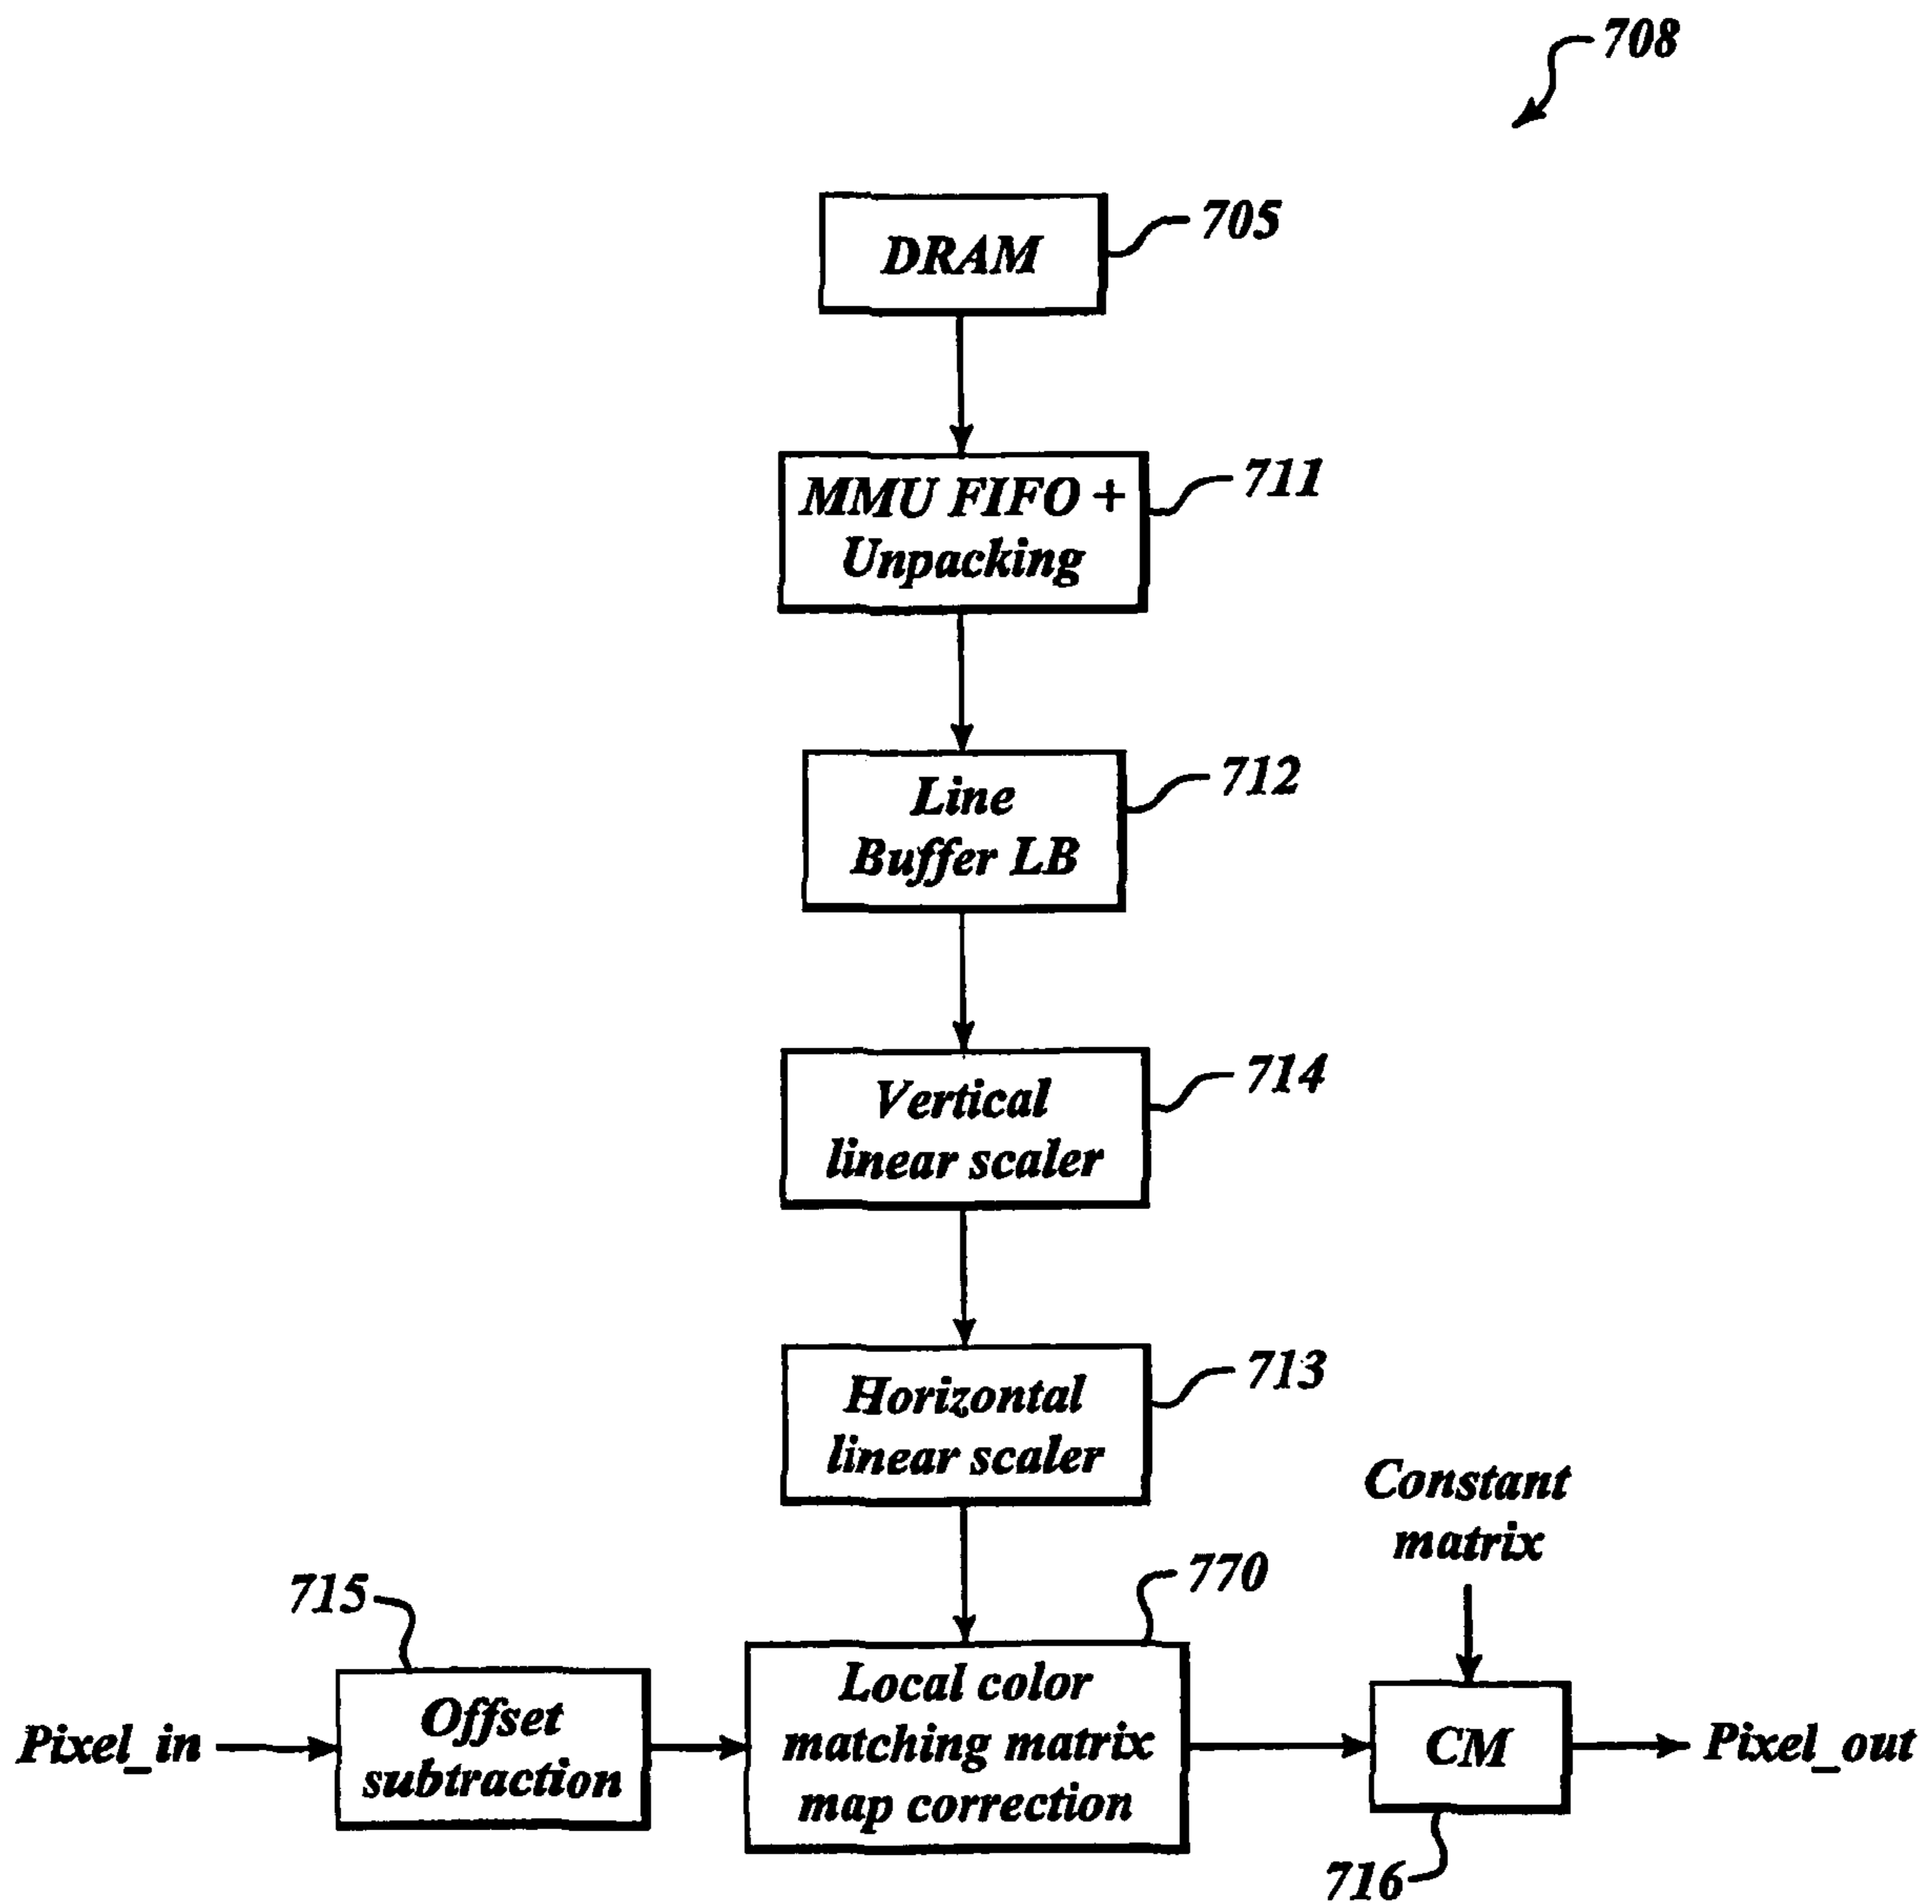 708
DRAM
705
MMU FIFO +
Unpacking
711
Line
Buffer LB
712
Vertical
linear scaler
714
Horizontal
linear scaler
713
Constant
matrix
715
770
Pixel_in
Offset
subtraction
Local color
matching matrix
map correction
CM
Pixel_out
716